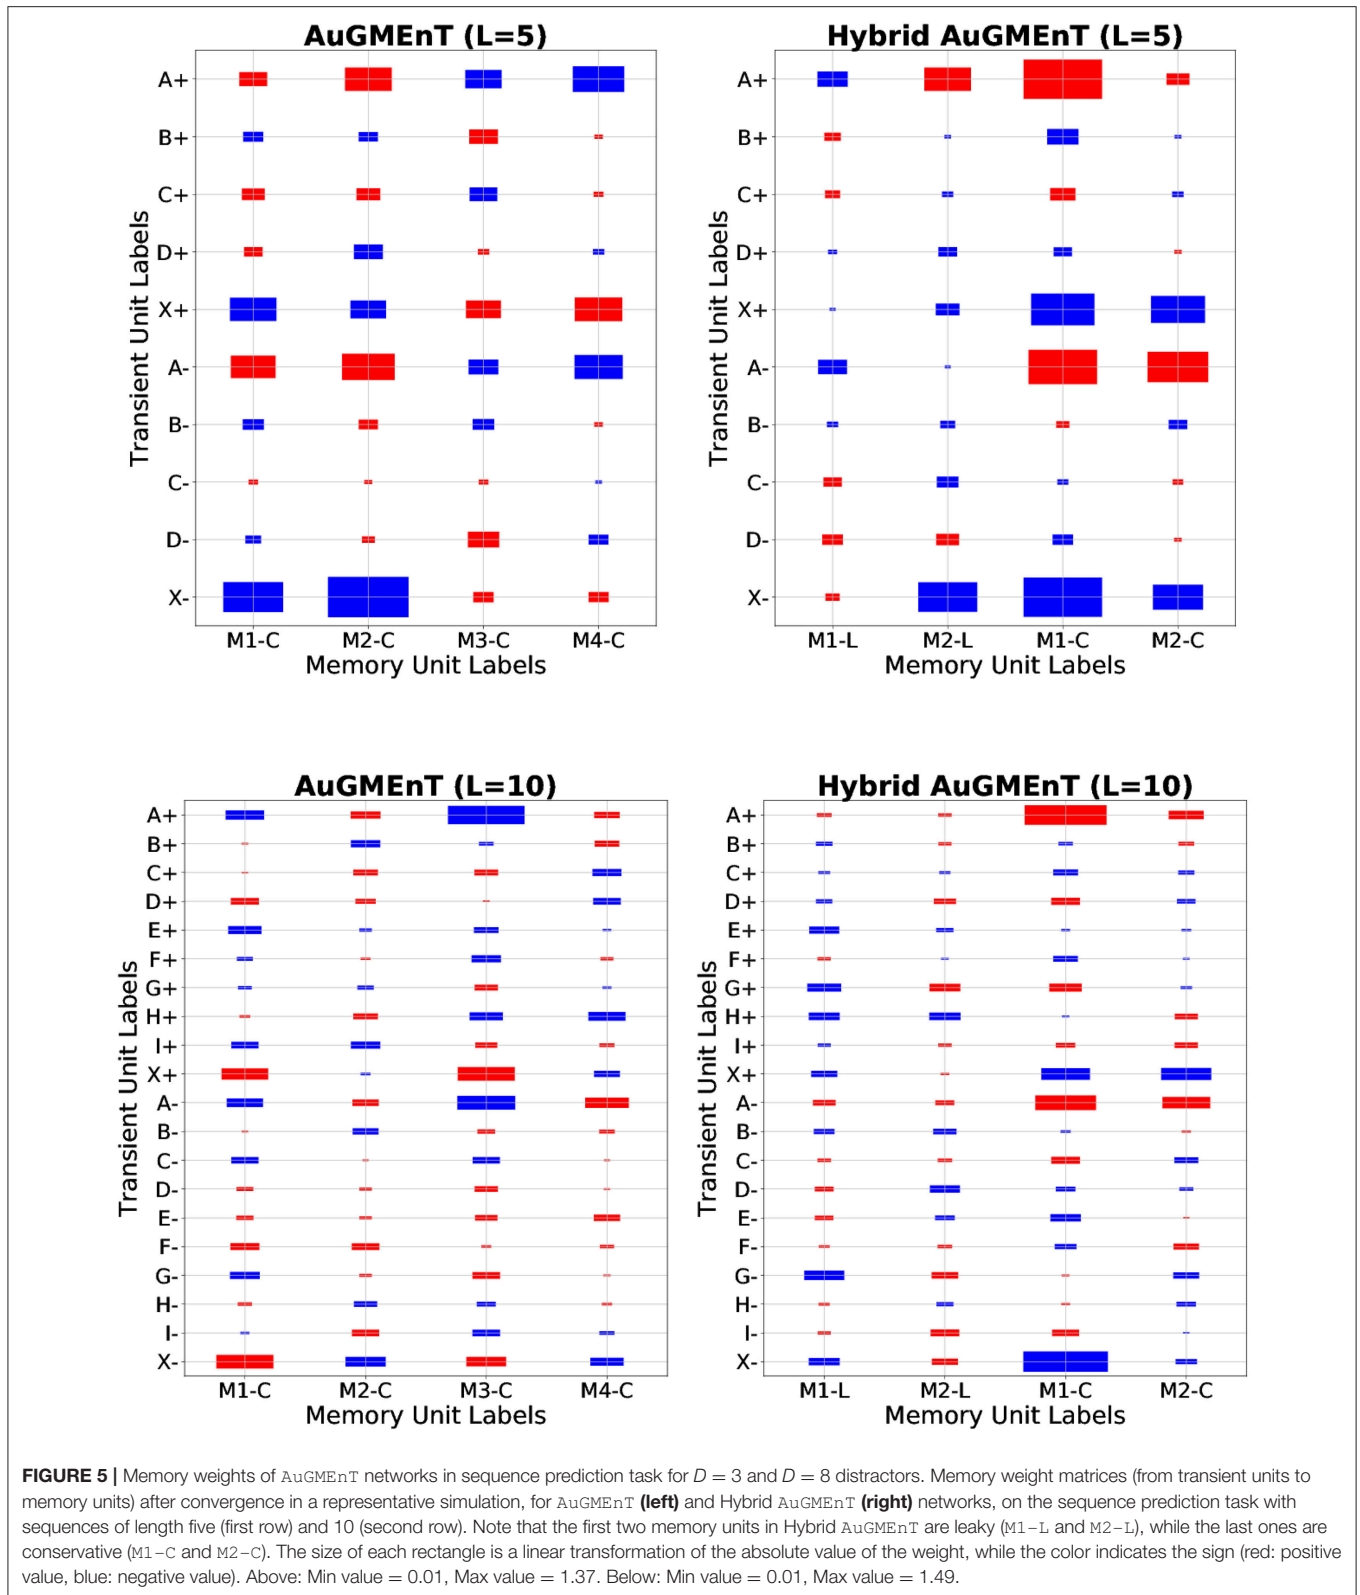 AuGMEnT (L=5)
Hybrid AuGMEnT (L=5)
Transient Unit Labels
A+
B+
C+
D+
X+
A-
B-
C-
D-
X-
M1-C M2-C M3-C M4-C
Memory Unit Labels
Transient Unit Labels
A+
B+
C+
D+
X+
A-
B-
C-
D-
X-
M1-L M2-L M1-C M2-C
Memory Unit Labels
AuGMEnT (L=10)
Hybrid AuGMEnT (L=10)
Transient Unit Labels
A+
B+
C+
D+
E+
F+
G+
H+
I+
X+
A-
B-
C-
D-
E-
F-
G-
H-
I-
X-
M1-C M2-C M3-C M4-C
Memory Unit Labels
Transient Unit Labels
A+
B+
C+
D+
E+
F+
G+
H+
I+
X+
A-
B-
C-
D-
E-
F-
G-
H-
I-
X-
M1-L M2-L M1-C M2-C
Memory Unit Labels
FIGURE 5 | Memory weights of AuGMEnT networks in sequence prediction task for D = 3 and D = 8 distractors. Memory weight matrices (from transient units to
memory units) after convergence in a representative simulation, for AuGMEnT (left) and Hybrid AuGMEnT (right) networks, on the sequence prediction task with
sequences of length five (first row) and 10 (second row). Note that the first two memory units in Hybrid AuGMEnT are leaky (M1-L and M2-L), while the last ones are
conservative (M1-C and M2-C). The size of each rectangle is a linear transformation of the absolute value of the weight, while the color indicates the sign (red: positive
value, blue: negative value). Above: Min value = 0.01, Max value = 1.37. Below: Min value = 0.01, Max value = 1.49.